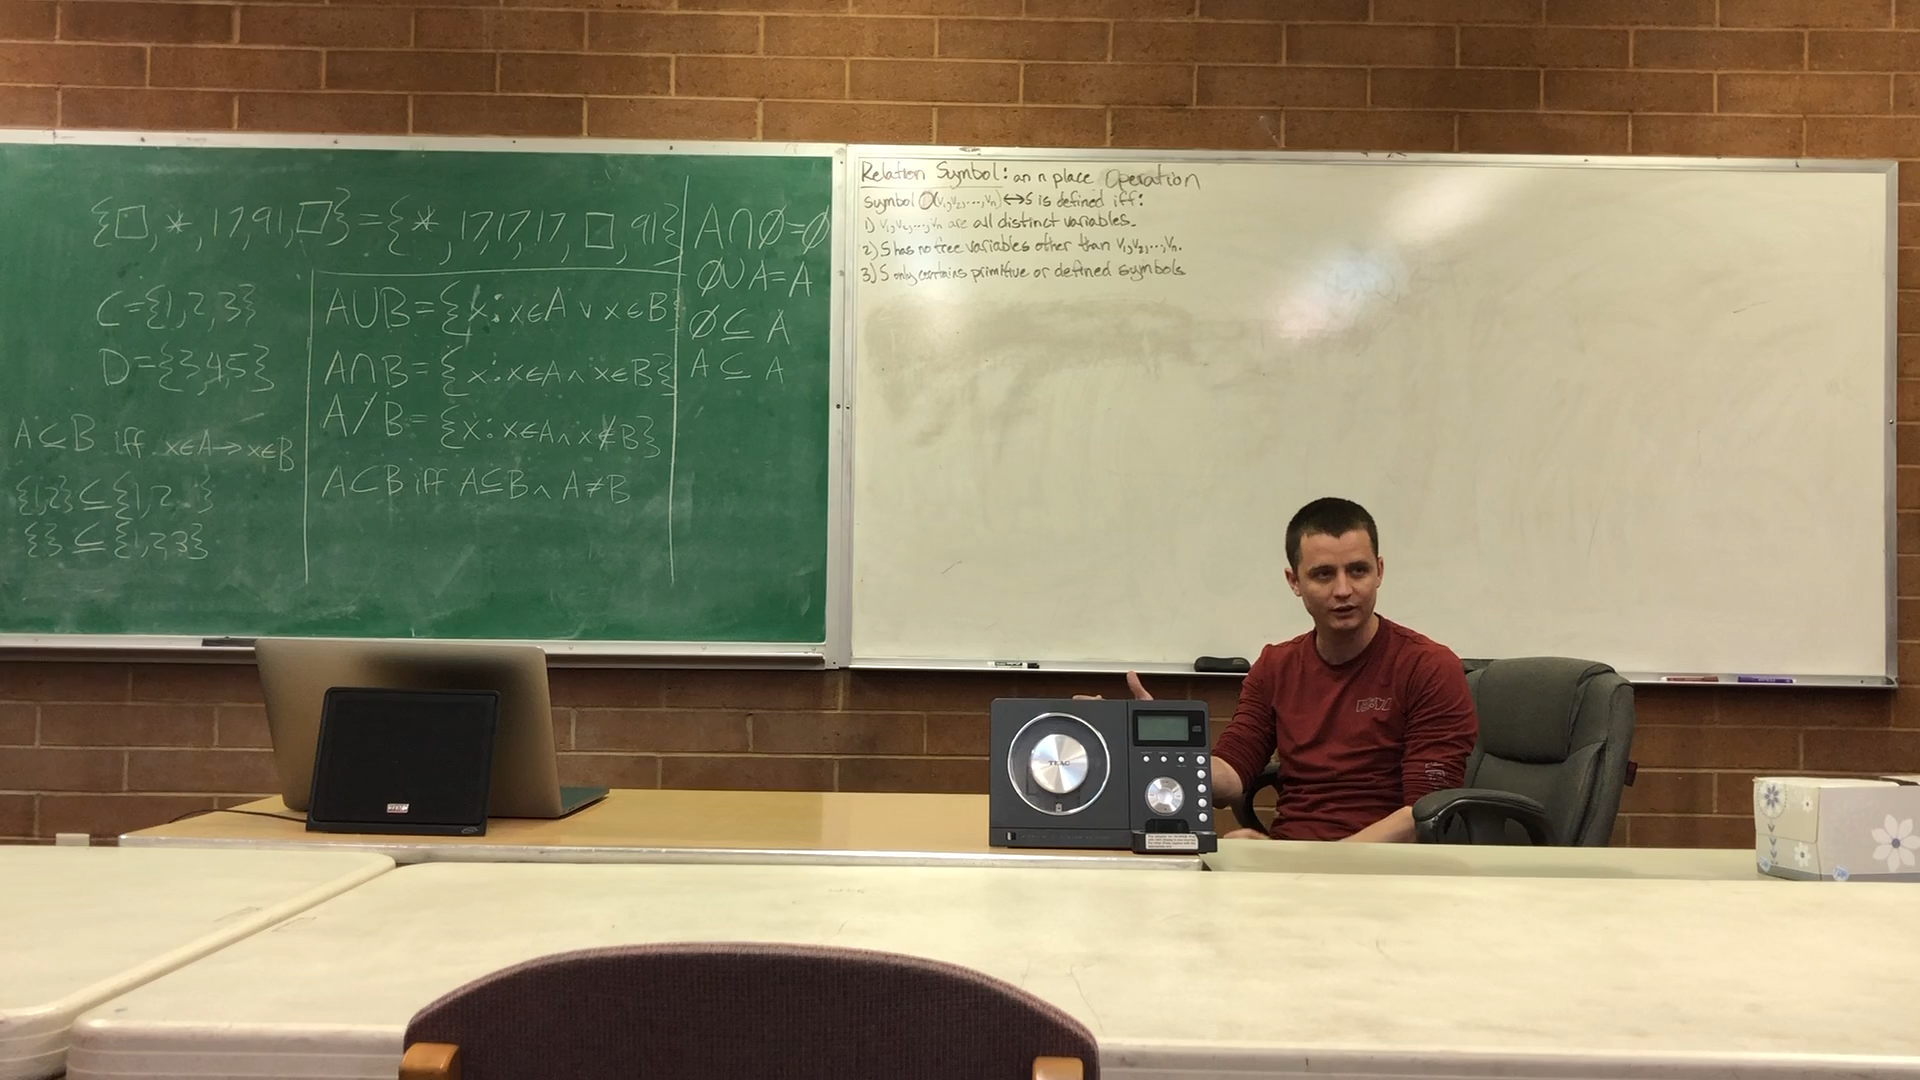 {□, *, 17, 91, □} = {*, 17, 17, 17, □, 91}
C={1,2,3}
D={3,4,5}
A⊆B iff x∈A→x∈B
{1,2}⊆{1,2 }
{}⊆{1,2,3}
A∪B={x:x∈A ∨ x∈B}
A∩B={x:x∈A ∧ x∈B}
A/B={x:x∈A ∧ x∉B}
A⊂B iff A⊆B ∧ A≠B
A∩∅=∅
∅∪A=A
∅⊆A
A⊆A
Relation Symbol: an n place operation
symbol O(v₁,v₂,...,vₙ)↔S is defined iff:
1) v₁,v₂,...,vₙ are all distinct variables.
2) S has no free variables other than v₁,v₂,...,vₙ.
3) S only contains primitive or defined symbols
TEAC